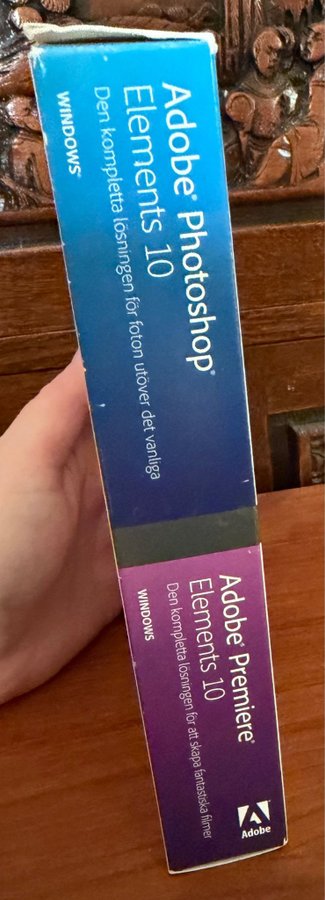 Adobe® Photoshop®
Elements 10
Den kompletta lösningen för foton utöver det vanliga
WINDOWS®
Adobe® Premiere®
Elements 10
Den kompletta lösningen för att skapa fantastiska filmer
WINDOWS
Adobe